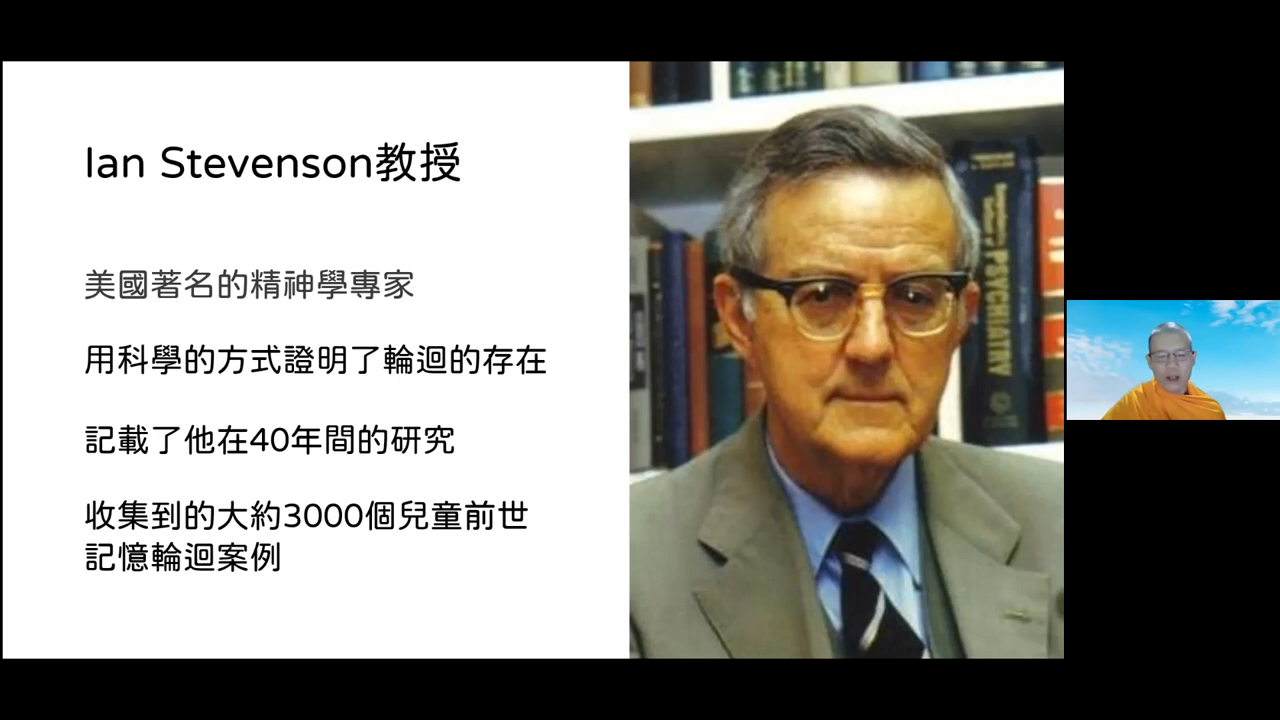 Ian Stevenson教授
美國著名的精神學專家
用科學的方式證明了輪迴的存在
記載了他在40年間的研究
收集到的大約3000個兒童前世
記憶輪迴案例
PSYCHIATRY